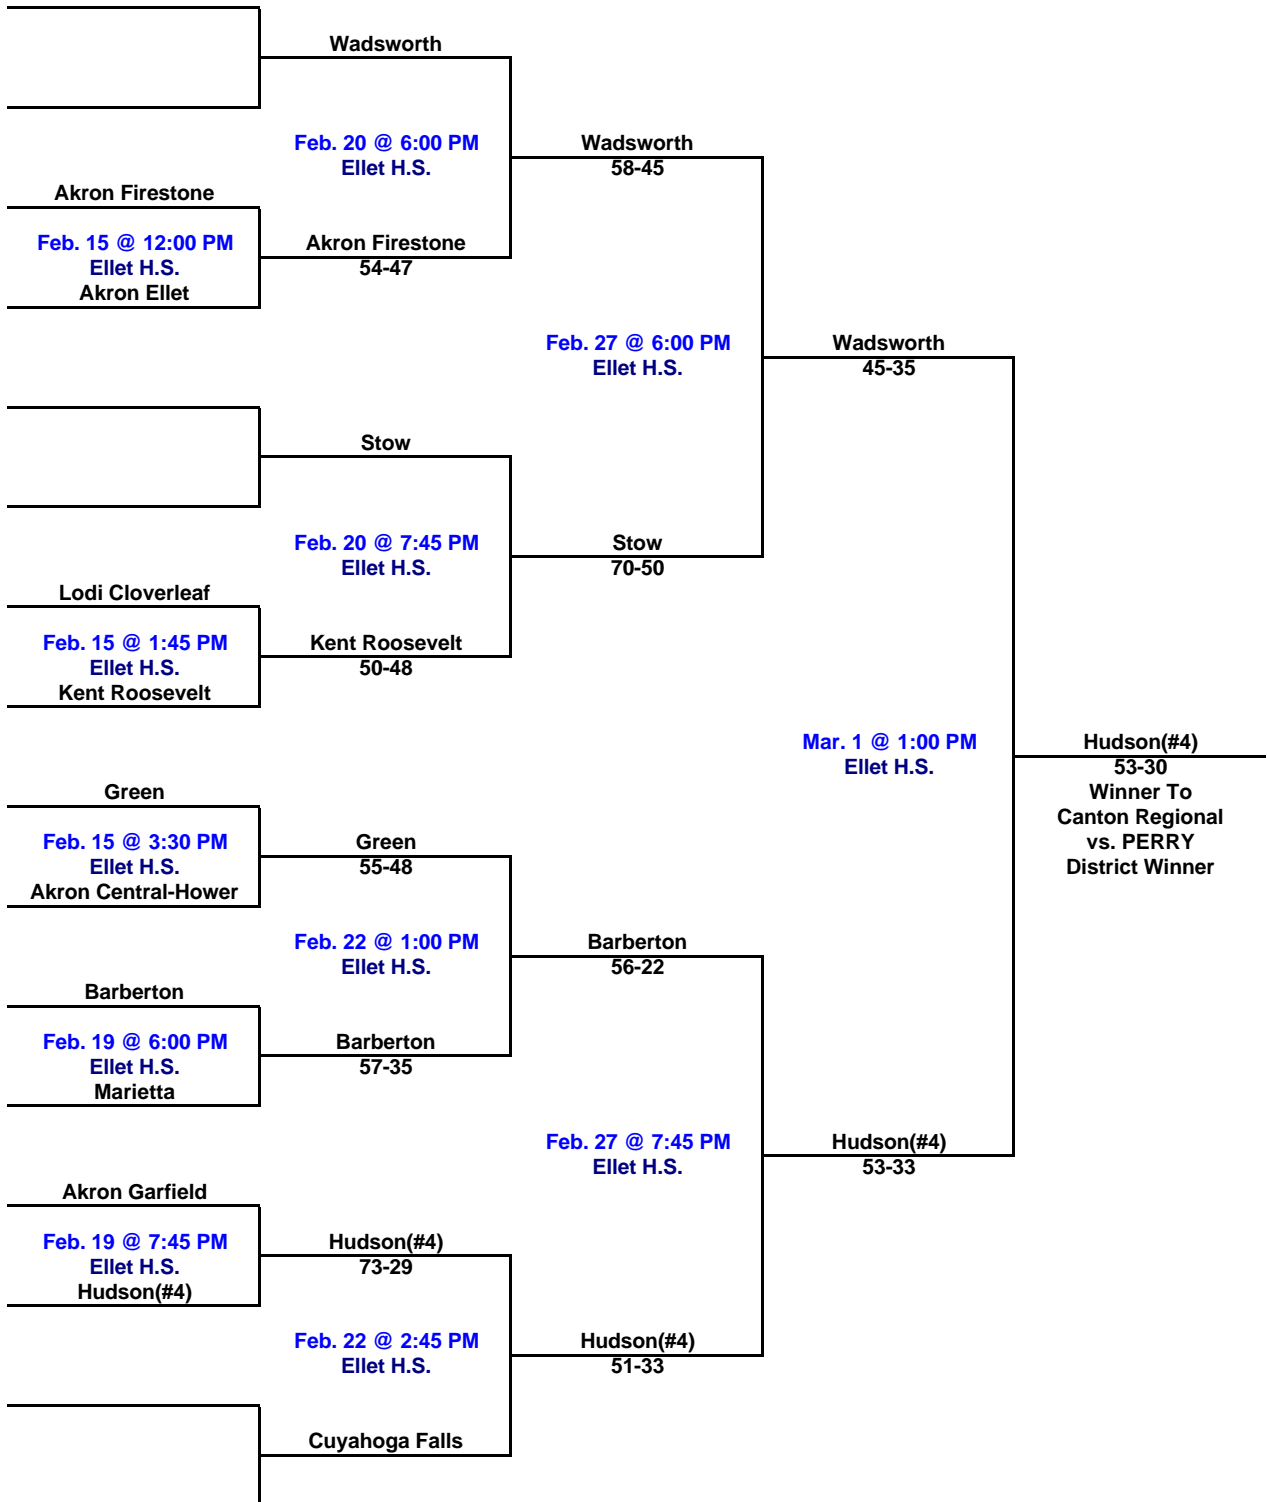 Wadsworth
Feb. 20 @ 6:00 PM
Ellet H.S.
Wadsworth
58-45
Akron Firestone
Feb. 15 @ 12:00 PM
Ellet H.S.
Akron Ellet
Akron Firestone
54-47
Feb. 27 @ 6:00 PM
Ellet H.S.
Wadsworth
45-35
Stow
Feb. 20 @ 7:45 PM
Ellet H.S.
Stow
70-50
Lodi Cloverleaf
Feb. 15 @ 1:45 PM
Ellet H.S.
Kent Roosevelt
Kent Roosevelt
50-48
Mar. 1 @ 1:00 PM
Ellet H.S.
Hudson(#4)
53-30
Winner To
Canton Regional
vs. PERRY
District Winner
Green
Feb. 15 @ 3:30 PM
Ellet H.S.
Akron Central-Hower
Green
55-48
Feb. 22 @ 1:00 PM
Ellet H.S.
Barberton
56-22
Barberton
Feb. 19 @ 6:00 PM
Ellet H.S.
Marietta
Barberton
57-35
Feb. 27 @ 7:45 PM
Ellet H.S.
Hudson(#4)
53-33
Akron Garfield
Feb. 19 @ 7:45 PM
Ellet H.S.
Hudson(#4)
Hudson(#4)
73-29
Feb. 22 @ 2:45 PM
Ellet H.S.
Hudson(#4)
51-33
Cuyahoga Falls